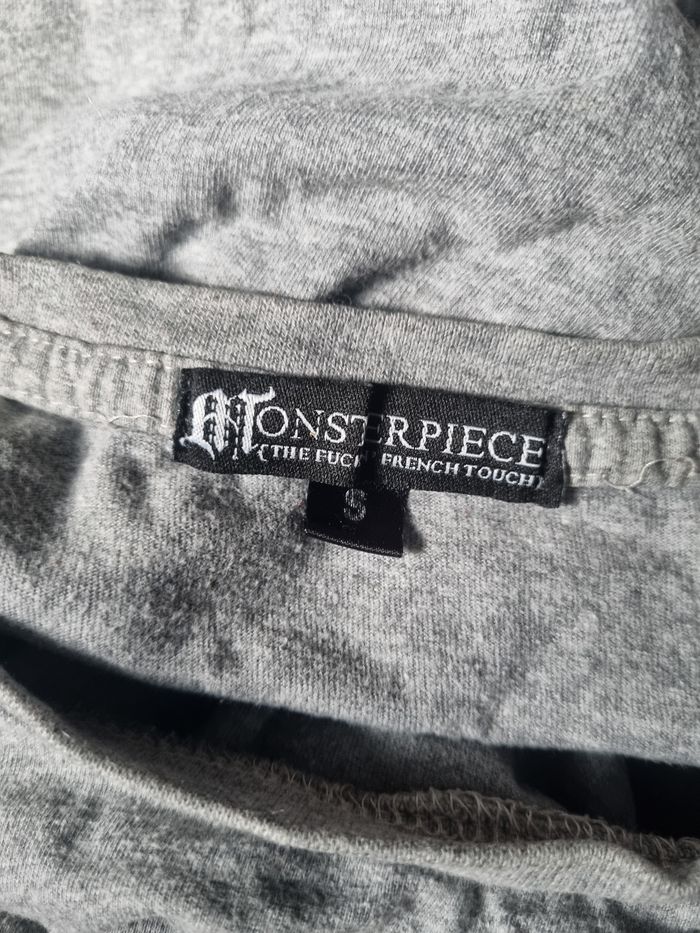 MONSTERPIECE
(THE FUCK' FRENCH TOUCH)
S